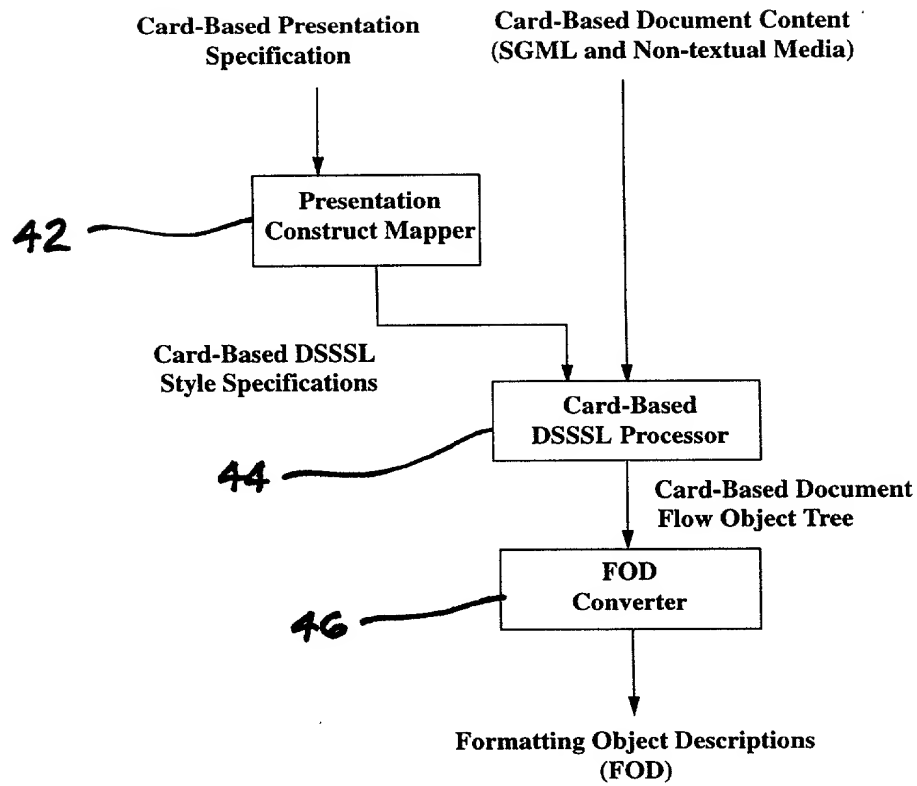 Card-Based Presentation
Specification
Card-Based Document Content
(SGML and Non-textual Media)
Presentation
Construct Mapper
42
Card-Based DSSSL
Style Specifications
Card-Based
DSSSL Processor
44
Card-Based Document
Flow Object Tree
FOD
Converter
46
Formatting Object Descriptions
(FOD)